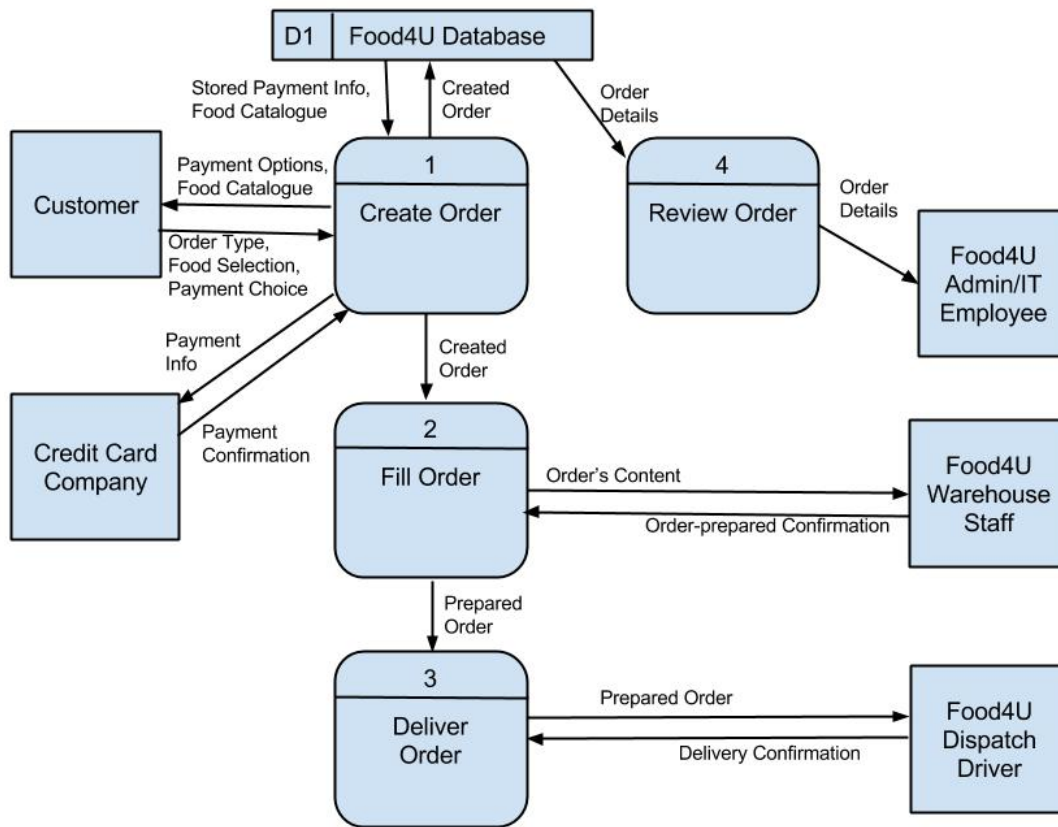 D1 Food4U Database
Stored Payment Info,
Food Catalogue
Created
Order
Order
Details
Customer
Payment Options,
Food Catalogue
Order Type,
Food Selection,
Payment Choice
1
Create Order
4
Review Order
Order
Details
Food4U
Admin/IT
Employee
Payment
Info
Payment
Confirmation
Credit Card
Company
Created
Order
2
Fill Order
Order's Content
Order-prepared Confirmation
Food4U
Warehouse
Staff
Prepared
Order
3
Deliver
Order
Prepared Order
Delivery Confirmation
Food4U
Dispatch
Driver